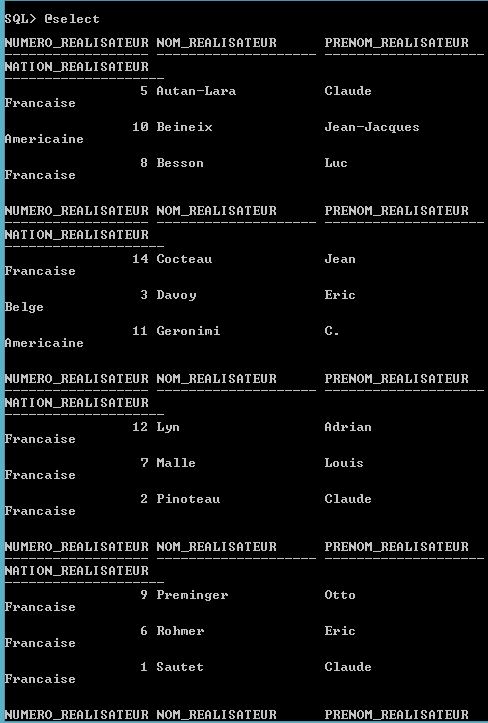 SQL> @select
NUMERO_REALISATEUR NOM_REALISATEUR PRENOM_REALISATEUR
NATION_REALISATEUR
5 Autan-Lara Claude
Francaise
10 Beineix Jean-Jacques
Americaine
8 Besson Luc
Francaise
NUMERO_REALISATEUR NOM_REALISATEUR PRENOM_REALISATEUR
NATION_REALISATEUR
14 Cocteau Jean
Francaise
3 Davoy Eric
Belge
11 Geronimi C.
Americaine
NUMERO_REALISATEUR NOM_REALISATEUR PRENOM_REALISATEUR
NATION_REALISATEUR
12 Lyn Adrian
Francaise
7 Malle Louis
Francaise
2 Pinoteau Claude
Francaise
NUMERO_REALISATEUR NOM_REALISATEUR PRENOM_REALISATEUR
NATION_REALISATEUR
9 Preminger Otto
Francaise
6 Rohmer Eric
Francaise
1 Sautet Claude
Francaise
NUMERO_REALISATEUR NOM_REALISATEUR PRENOM_REALISATEUR